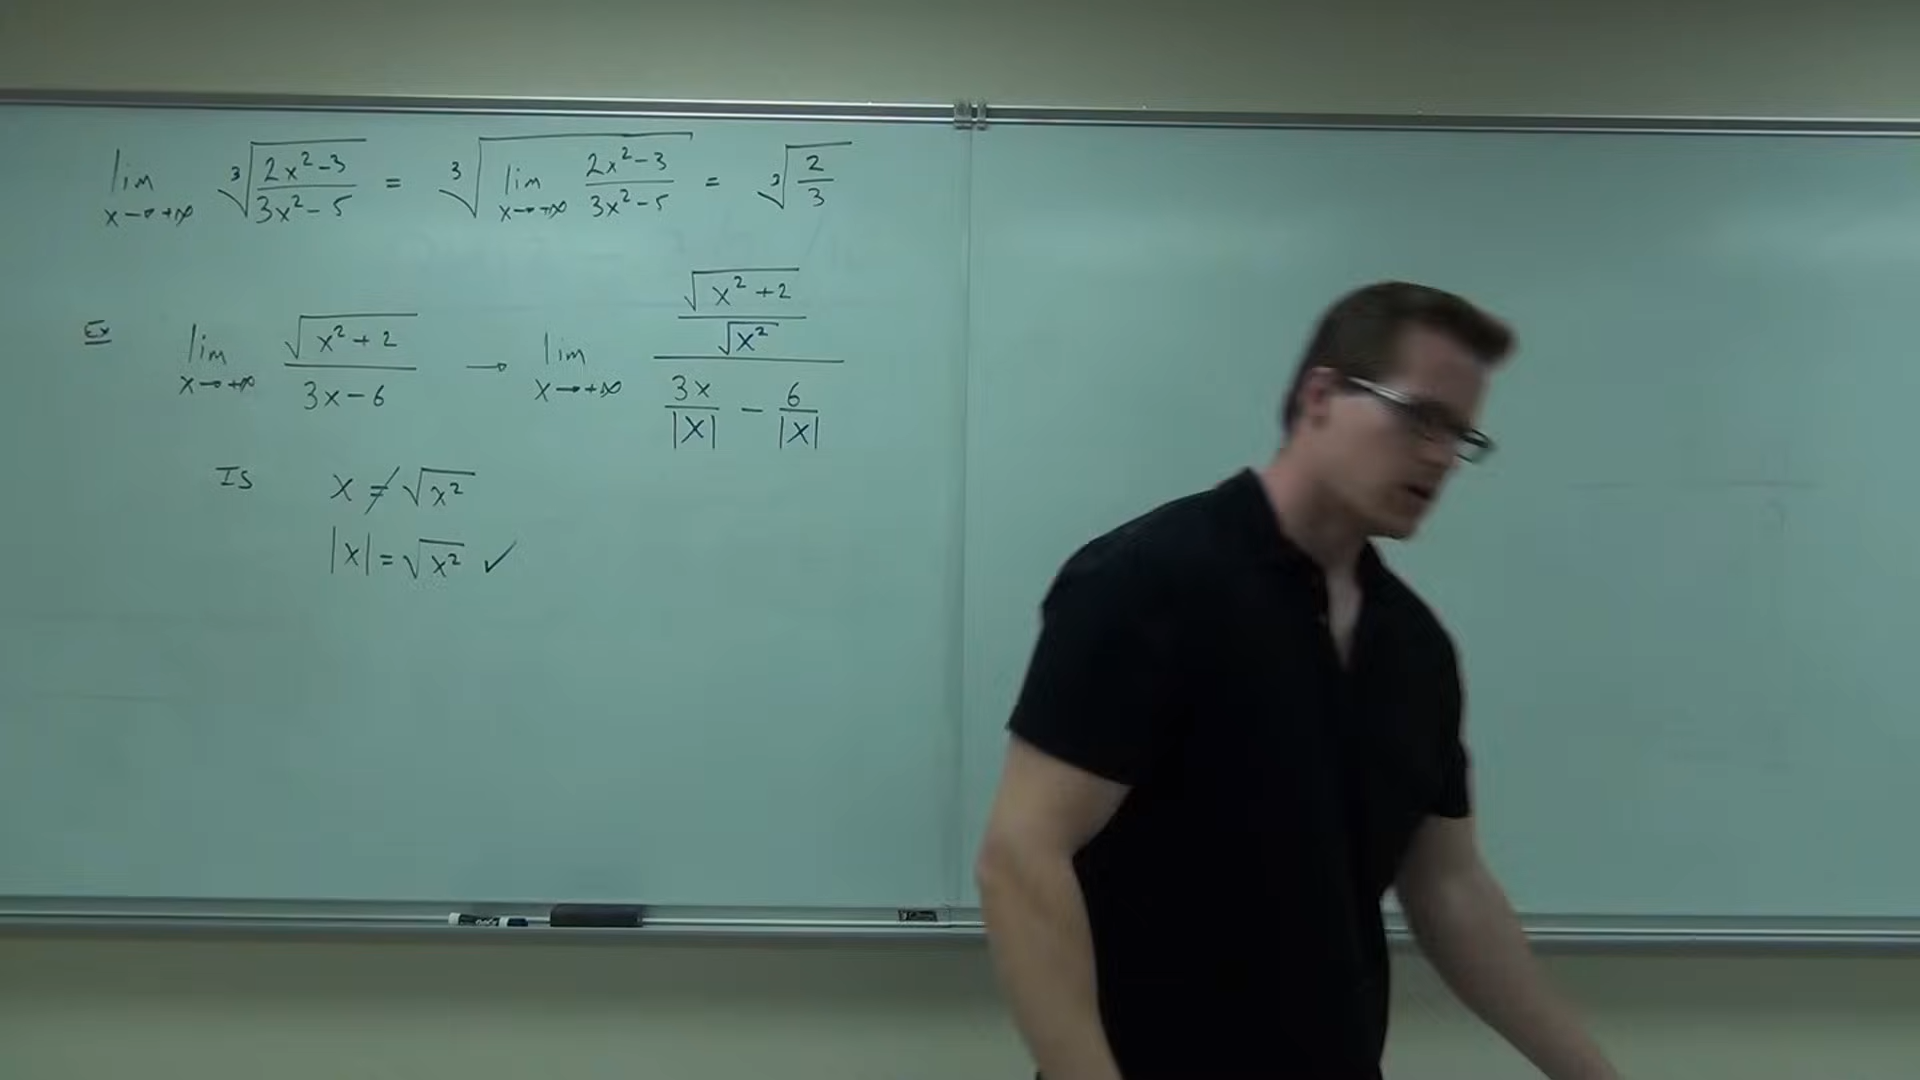 lim x→+∞ ∛((2x²-3)/(3x²-5)) = ∛(lim x→+∞ (2x²-3)/(3x²-5)) = ∛(2/3)
Ex lim x→+∞ √(x²+2)/(3x-6) → lim x→+∞ (√(x²+2)/√(x²))/(3x/|x| - 6/|x|)
Is x ≠ √(x²)
|x| = √(x²) ✓